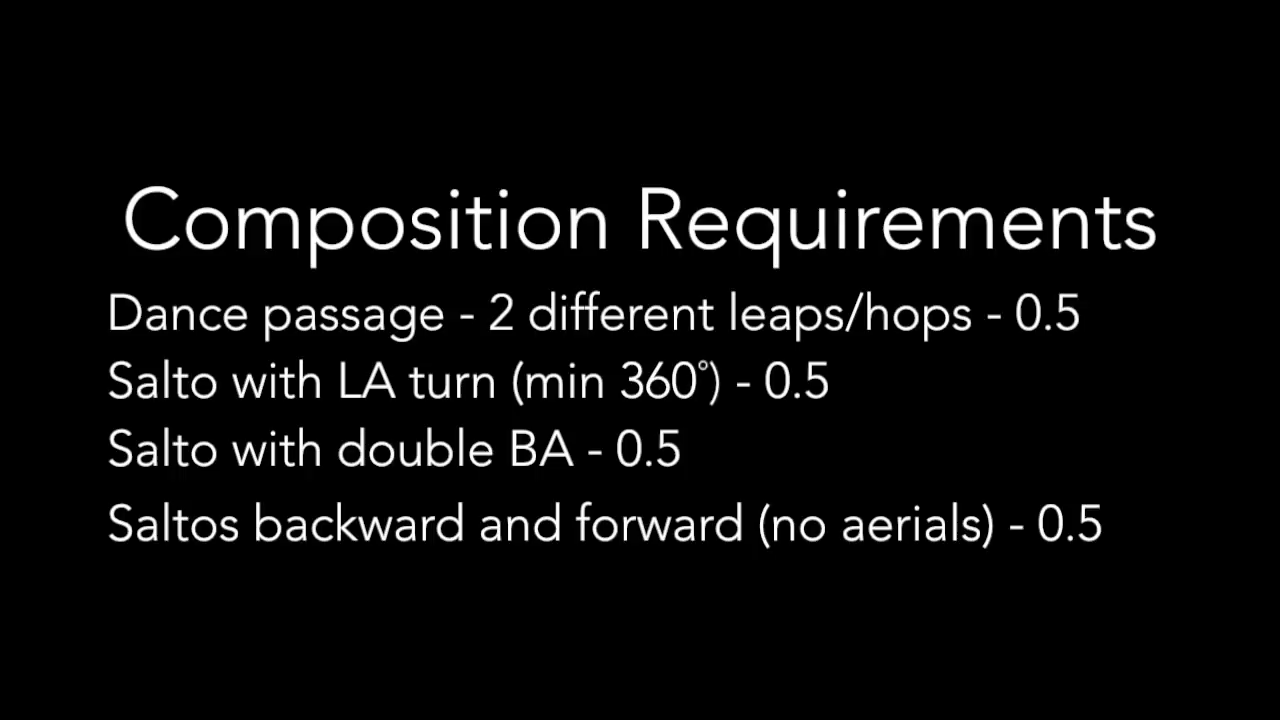 Composition Requirements
Dance passage - 2 different leaps/hops - 0.5
Salto with LA turn (min 360°) - 0.5
Salto with double BA - 0.5
Saltos backward and forward (no aerials) - 0.5